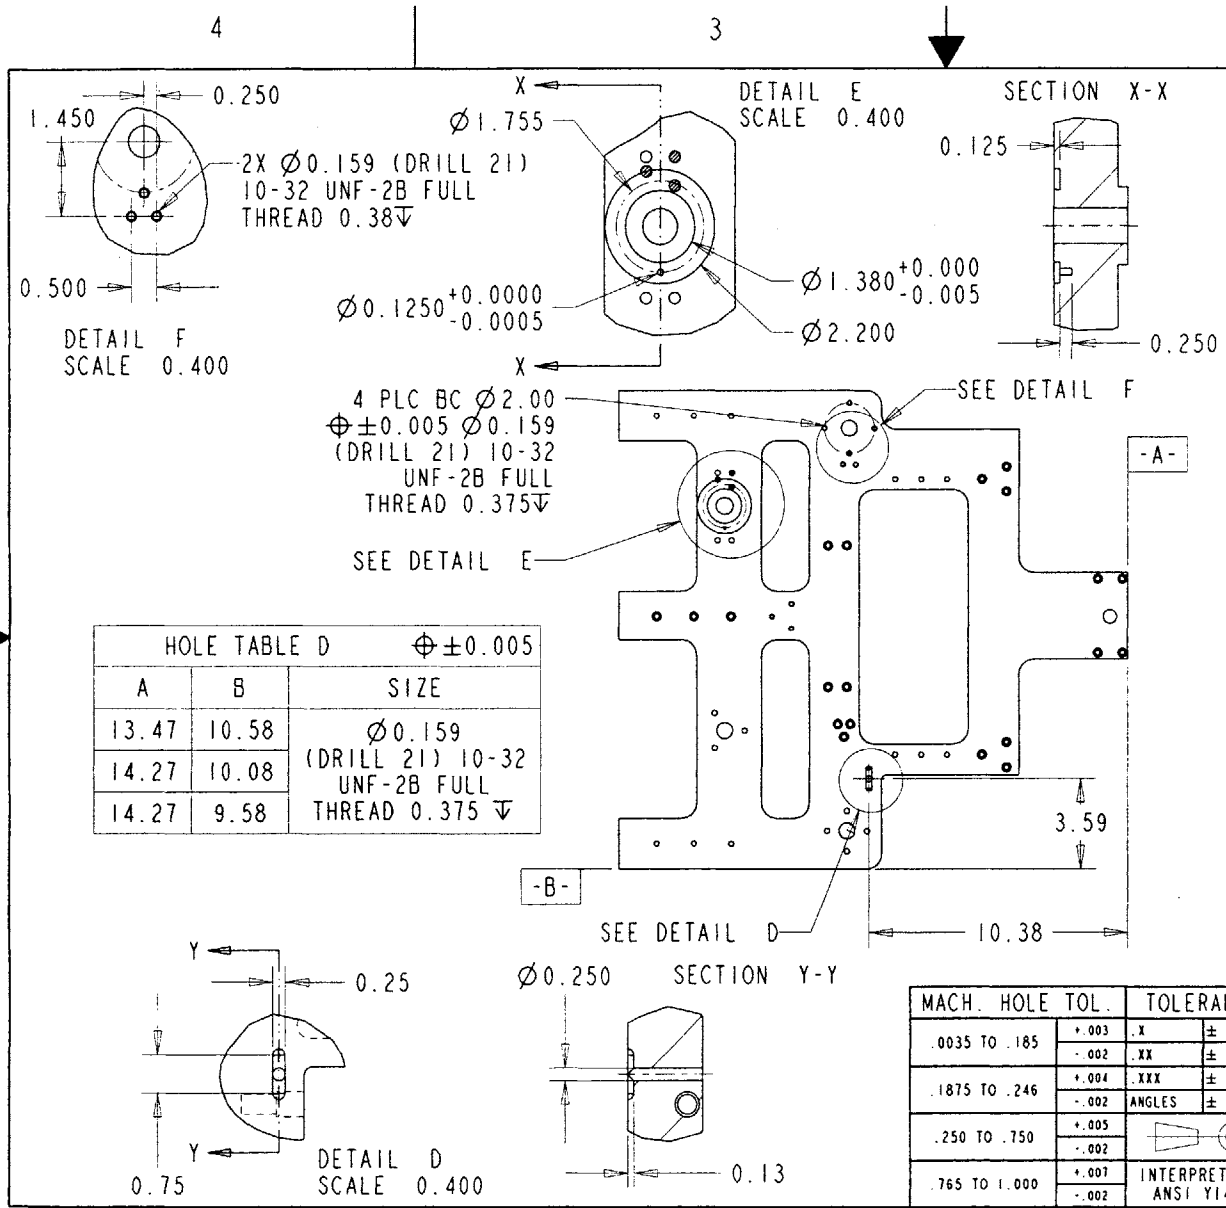 4
3
0.250
1.450
2X Ø0.159 (DRILL 21)
10-32 UNF-2B FULL
THREAD 0.38↧
0.500
DETAIL F
SCALE 0.400
X
Ø1.755
DETAIL E
SCALE 0.400
Ø0.1250 +0.0000
-0.0005
Ø1.380 +0.000
-0.005
Ø2.200
X
SECTION X-X
0.125
0.250
4 PLC BC Ø2.00
⌖±0.005 Ø0.159
(DRILL 21) 10-32
UNF-2B FULL
THREAD 0.375↧
SEE DETAIL F
-A-
SEE DETAIL E
HOLE TABLE D ⌖±0.005
A B SIZE
13.47 10.58 Ø0.159
14.27 10.08 (DRILL 21) 10-32
UNF-2B FULL
14.27 9.58 THREAD 0.375 ↧
3.59
-B-
SEE DETAIL D
10.38
Y
0.25
Y
0.75
DETAIL D
SCALE 0.400
Ø0.250
SECTION Y-Y
0.13
MACH. HOLE TOL. TOLERA
.0035 TO .185 +.003 .X ±
-.002 .XX ±
.1875 TO .246 +.004 .XXX ±
-.002 ANGLES ±
.250 TO .750 +.005
-.002
.765 TO 1.000 +.007 INTERPRET
-.002 ANSI Y1